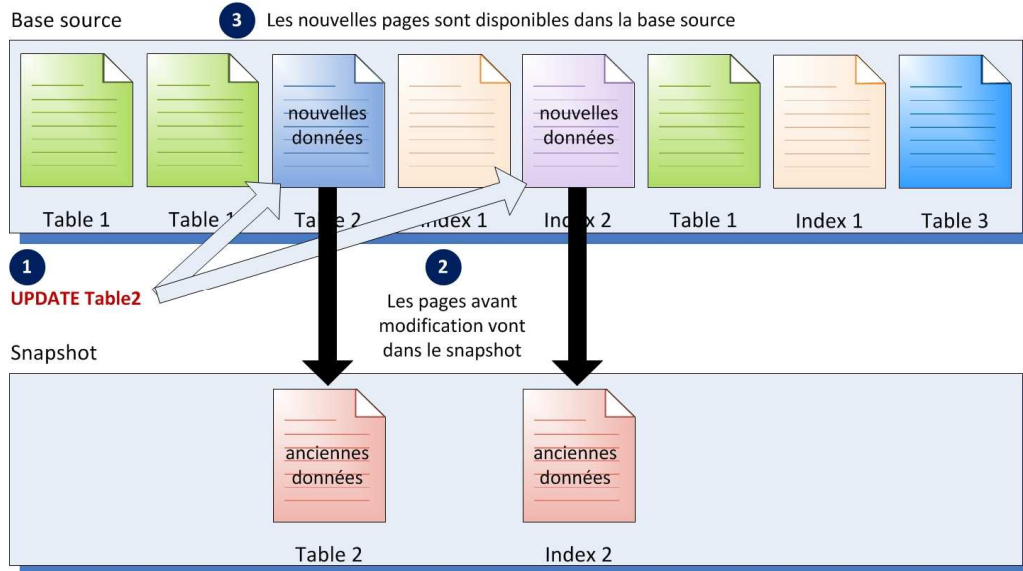 Base source
3 Les nouvelles pages sont disponibles dans la base source
nouvelles
données
nouvelles
données
Table 1
Table 1
Table 2
Index 1
Index 2
Table 1
Index 1
Table 3
1
UPDATE Table2
2
Les pages avant
modification vont
dans le snapshot
Snapshot
anciennes
données
anciennes
données
Table 2
Index 2